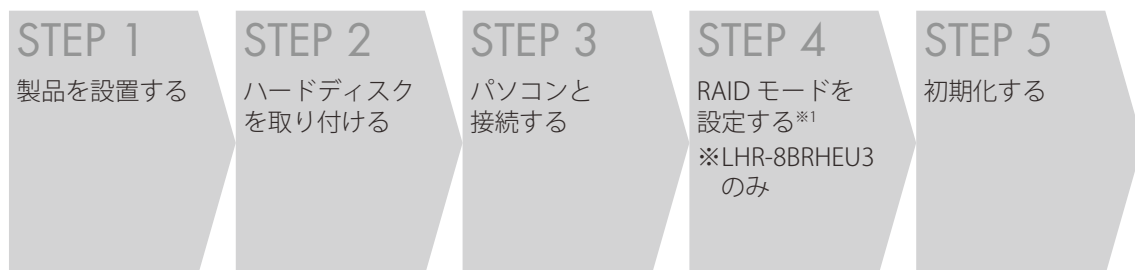 STEP 1
製品を設置する
STEP 2
ハードディスク
を取り付ける
STEP 3
パソコンと
接続する
STEP 4
RAID モードを
設定する※1
※LHR-8BRHEU3
のみ
STEP 5
初期化する